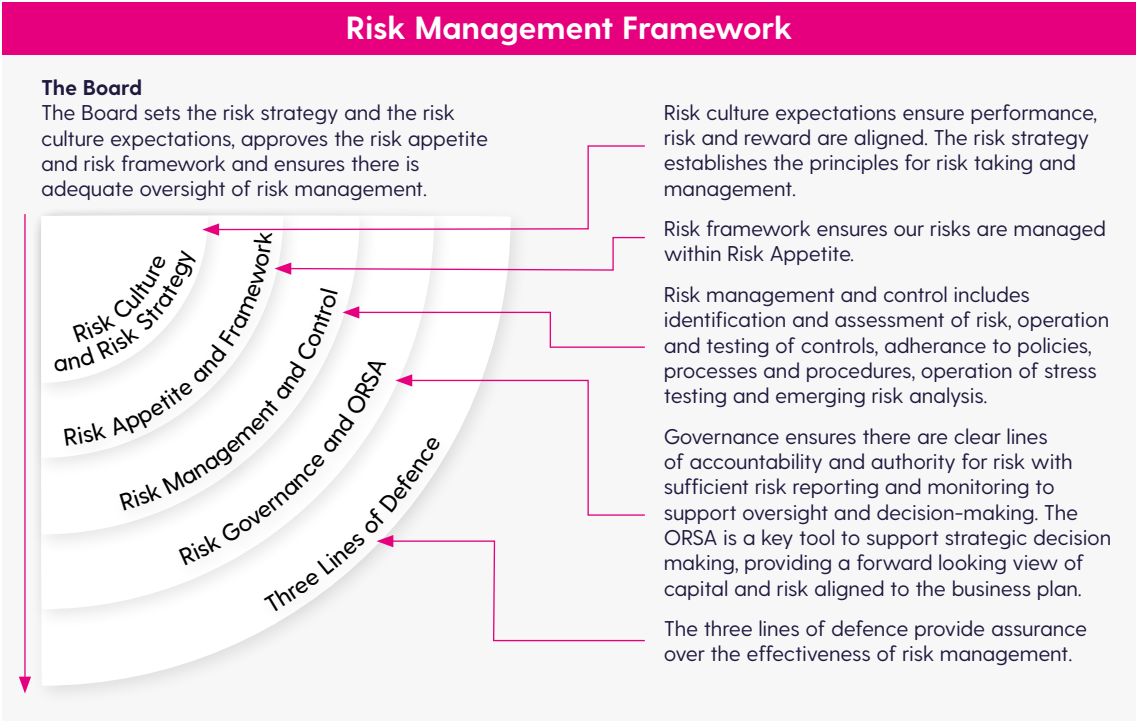 Risk Management Framework
The Board
The Board sets the risk strategy and the risk
culture expectations, approves the risk appetite
and risk framework and ensures there is
adequate oversight of risk management.
Risk Culture
and Risk Strategy
Risk Appetite and Framework
Risk Management and Control
Risk Governance and ORSA
Three Lines of Defence
Risk culture expectations ensure performance,
risk and reward are aligned. The risk strategy
establishes the principles for risk taking and
management.
Risk framework ensures our risks are managed
within Risk Appetite.
Risk management and control includes
identification and assessment of risk, operation
and testing of controls, adherence to policies,
processes and procedures, operation of stress
testing and emerging risk analysis.
Governance ensures there are clear lines
of accountability and authority for risk with
sufficient risk reporting and monitoring to
support oversight and decision-making. The
ORSA is a key tool to support strategic decision
making, providing a forward looking view of
capital and risk aligned to the business plan.
The three lines of defence provide assurance
over the effectiveness of risk management.